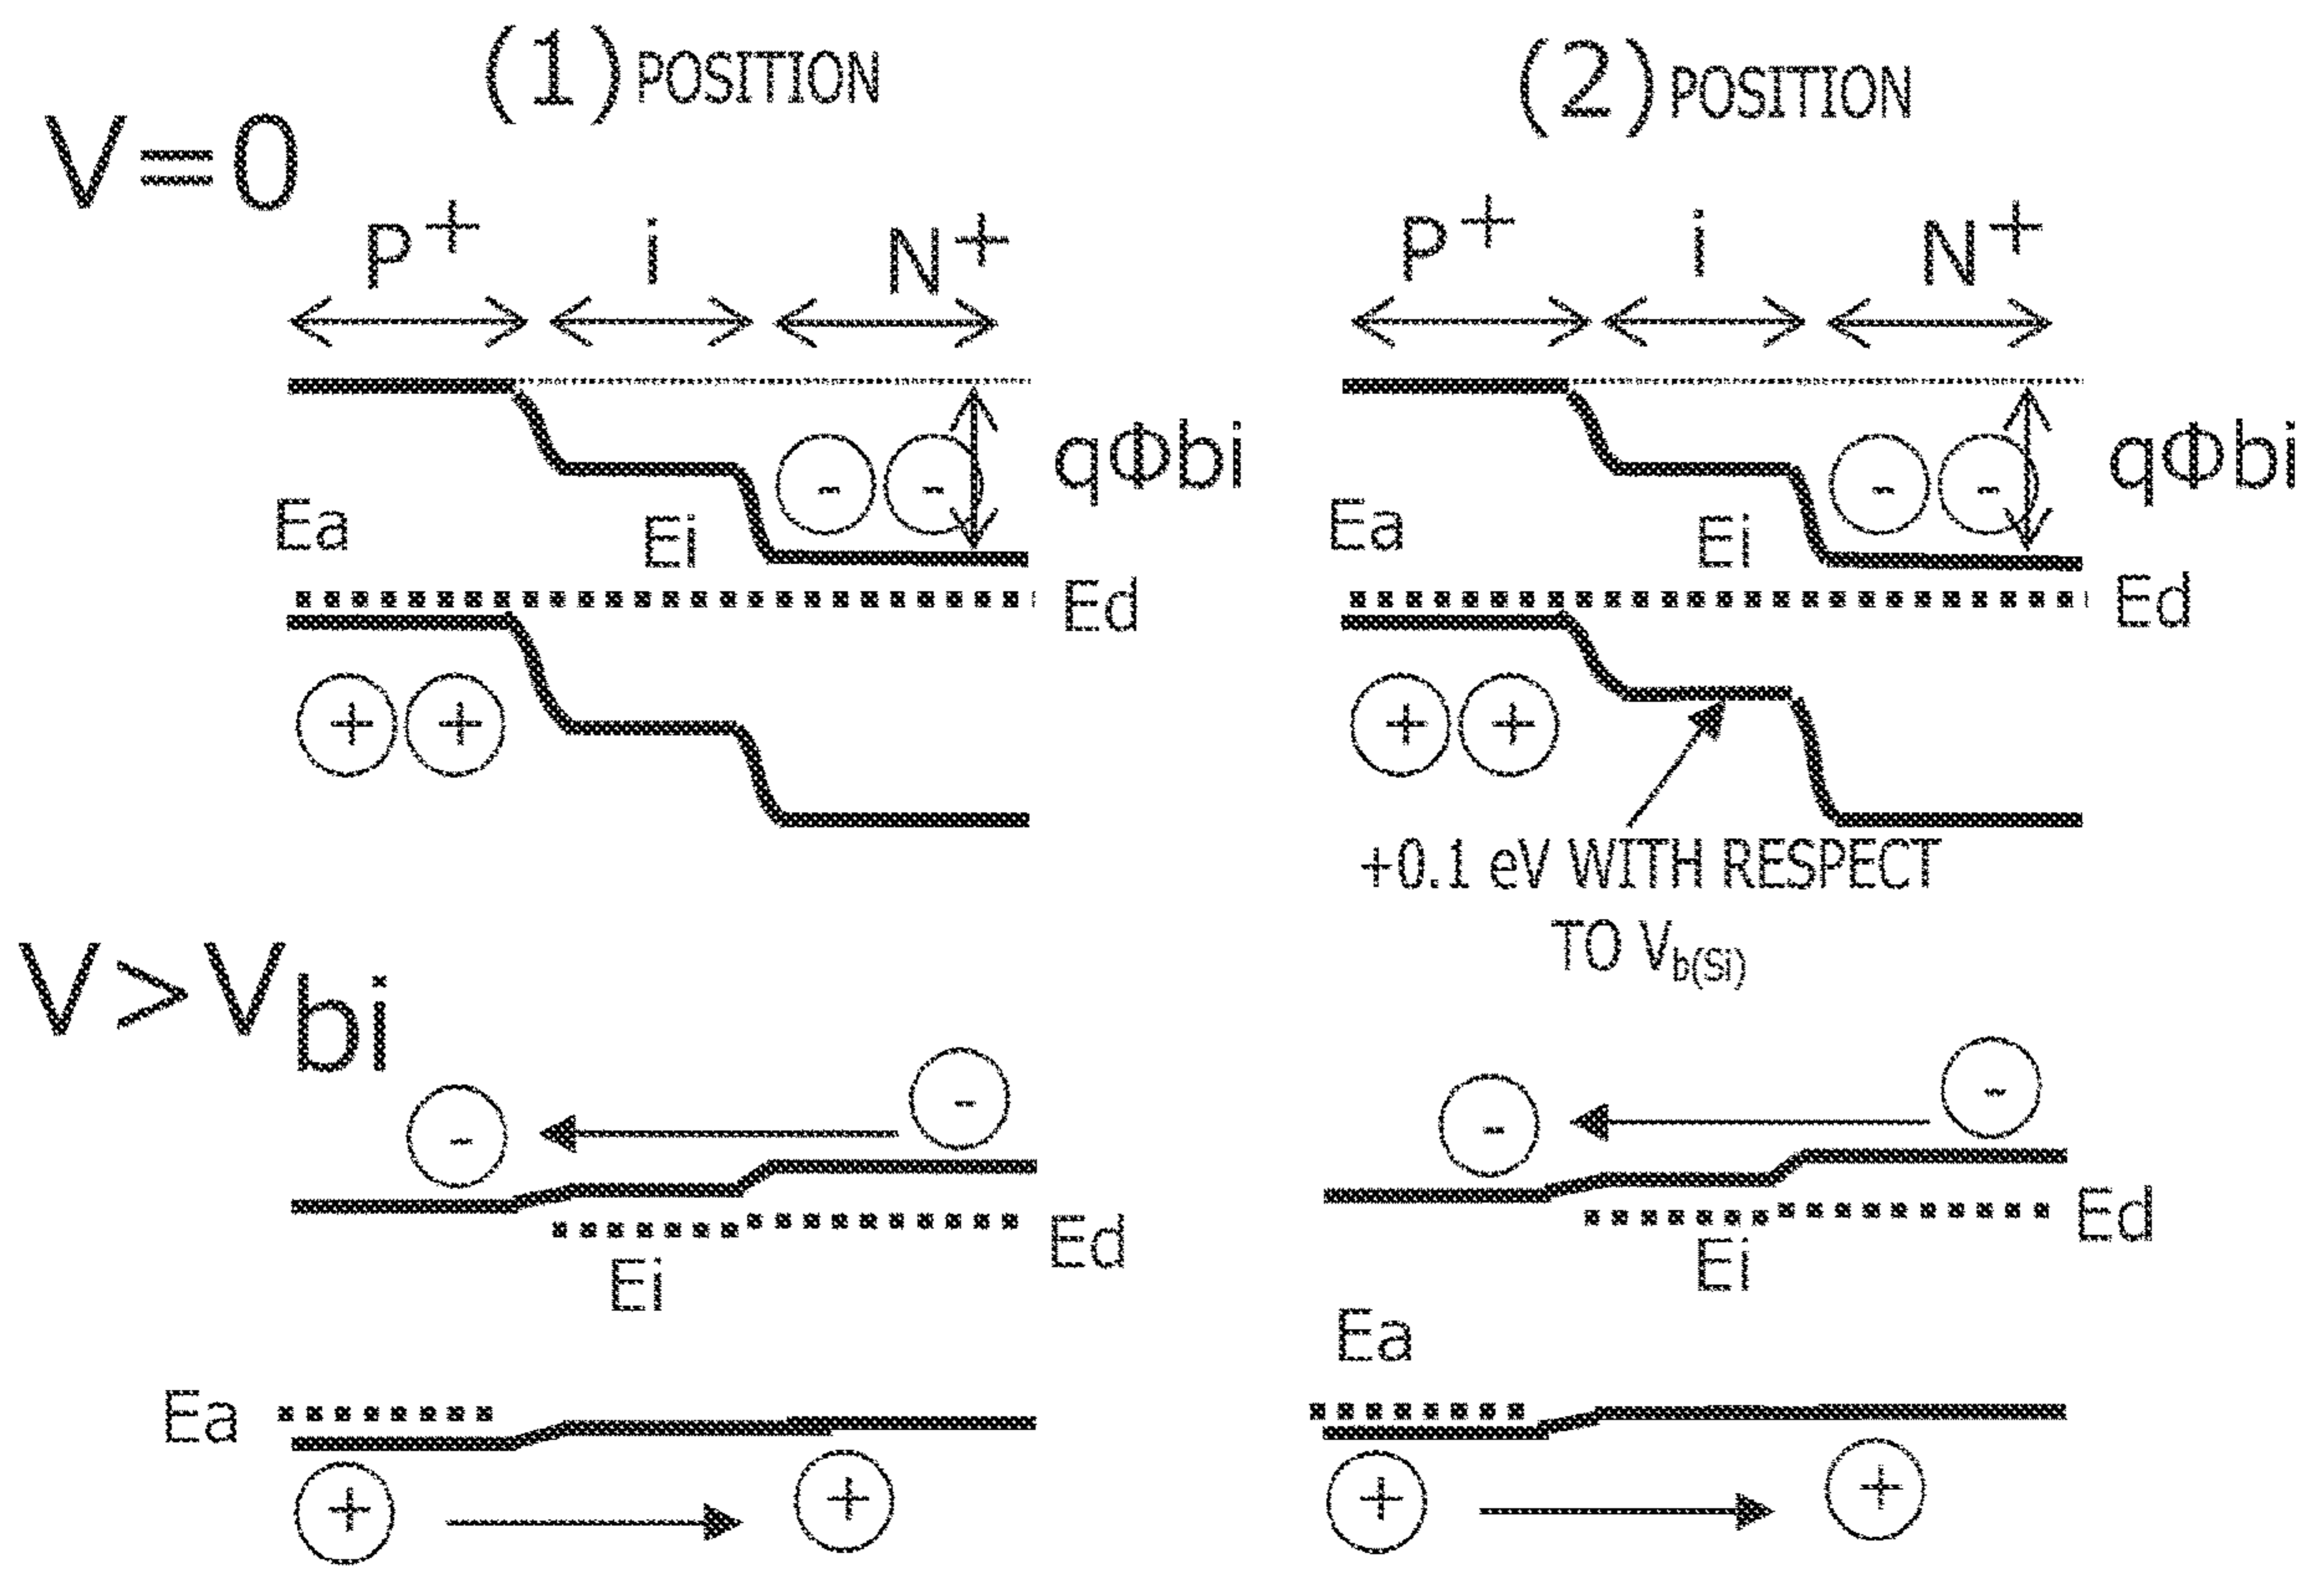 (1) POSITION
(2) POSITION
V=0
P+ i N+
P+ i N+
qΦbi
qΦbi
Ea
Ei
- -
Ed
+ +
Ea
Ei
- -
Ed
+ +
+0.1 eV WITH RESPECT
TO Vb(Si)
V>Vbi
- -
Ei
Ed
Ea
+ +
- -
Ei
Ed
Ea
+ +